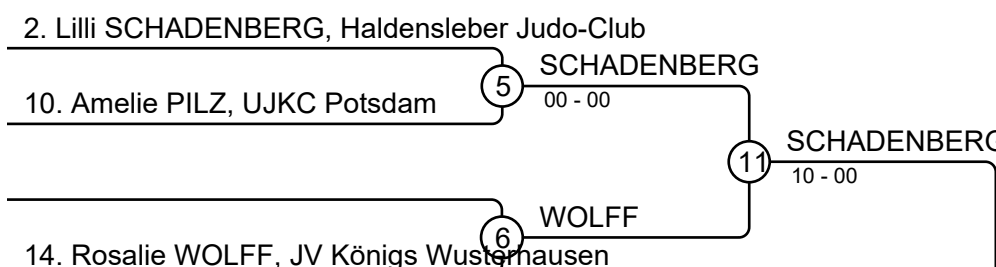 2. Lilli SCHADENBERG, Haldensleber Judo-Club
SCHADENBERG
5
00 - 00
10. Amelie PILZ, UJKC Potsdam
SCHADENBERG
11
10 - 00
WOLFF
6
14. Rosalie WOLFF, JV Königs Wusterhausen